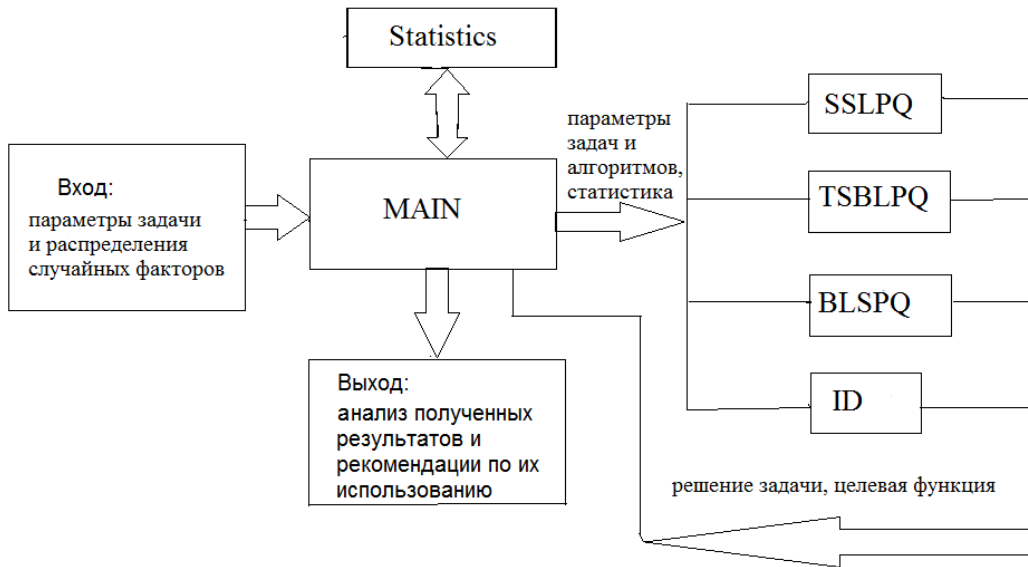 Statistics
Вход:
параметры задачи
и распределения
случайных факторов
MAIN
параметры
задач и
алгоритмов,
статистика
SSLPQ
TSBLPQ
BLSPQ
ID
Выход:
анализ полученных
результатов и
рекомендации по их
использованию
решение задачи, целевая функция